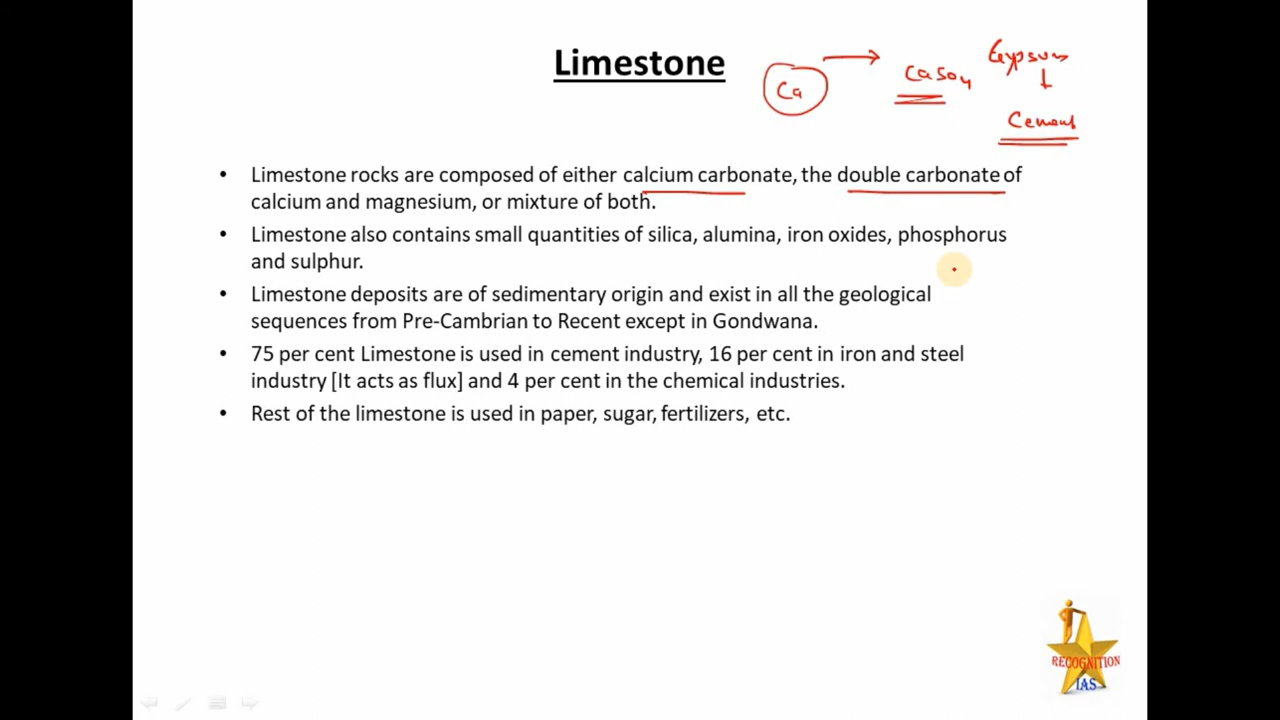 Limestone
Ca
CaSO4
Gypsum
Cement
• Limestone rocks are composed of either calcium carbonate, the double carbonate of
calcium and magnesium, or mixture of both.
• Limestone also contains small quantities of silica, alumina, iron oxides, phosphorus
and sulphur.
• Limestone deposits are of sedimentary origin and exist in all the geological
sequences from Pre-Cambrian to Recent except in Gondwana.
• 75 per cent Limestone is used in cement industry, 16 per cent in iron and steel
industry [It acts as flux] and 4 per cent in the chemical industries.
• Rest of the limestone is used in paper, sugar, fertilizers, etc.
RECOGNITION
IAS